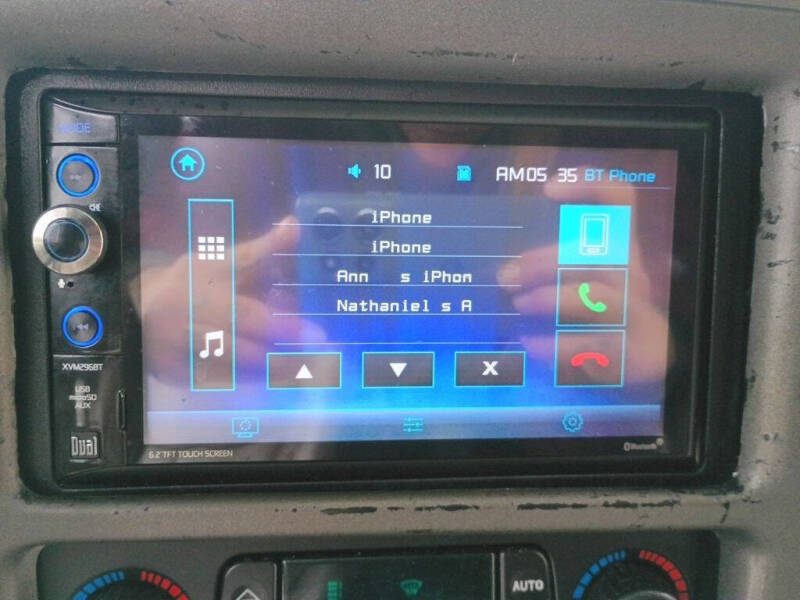 MODE
10
AM05 35 BT Phone
iPhone
iPhone
Ann s iPhon
Nathaniel s A
X
XVM296BT
USB
microSD
AUX
Dual
6.2" TFT TOUCH SCREEN
Bluetooth
AUTO